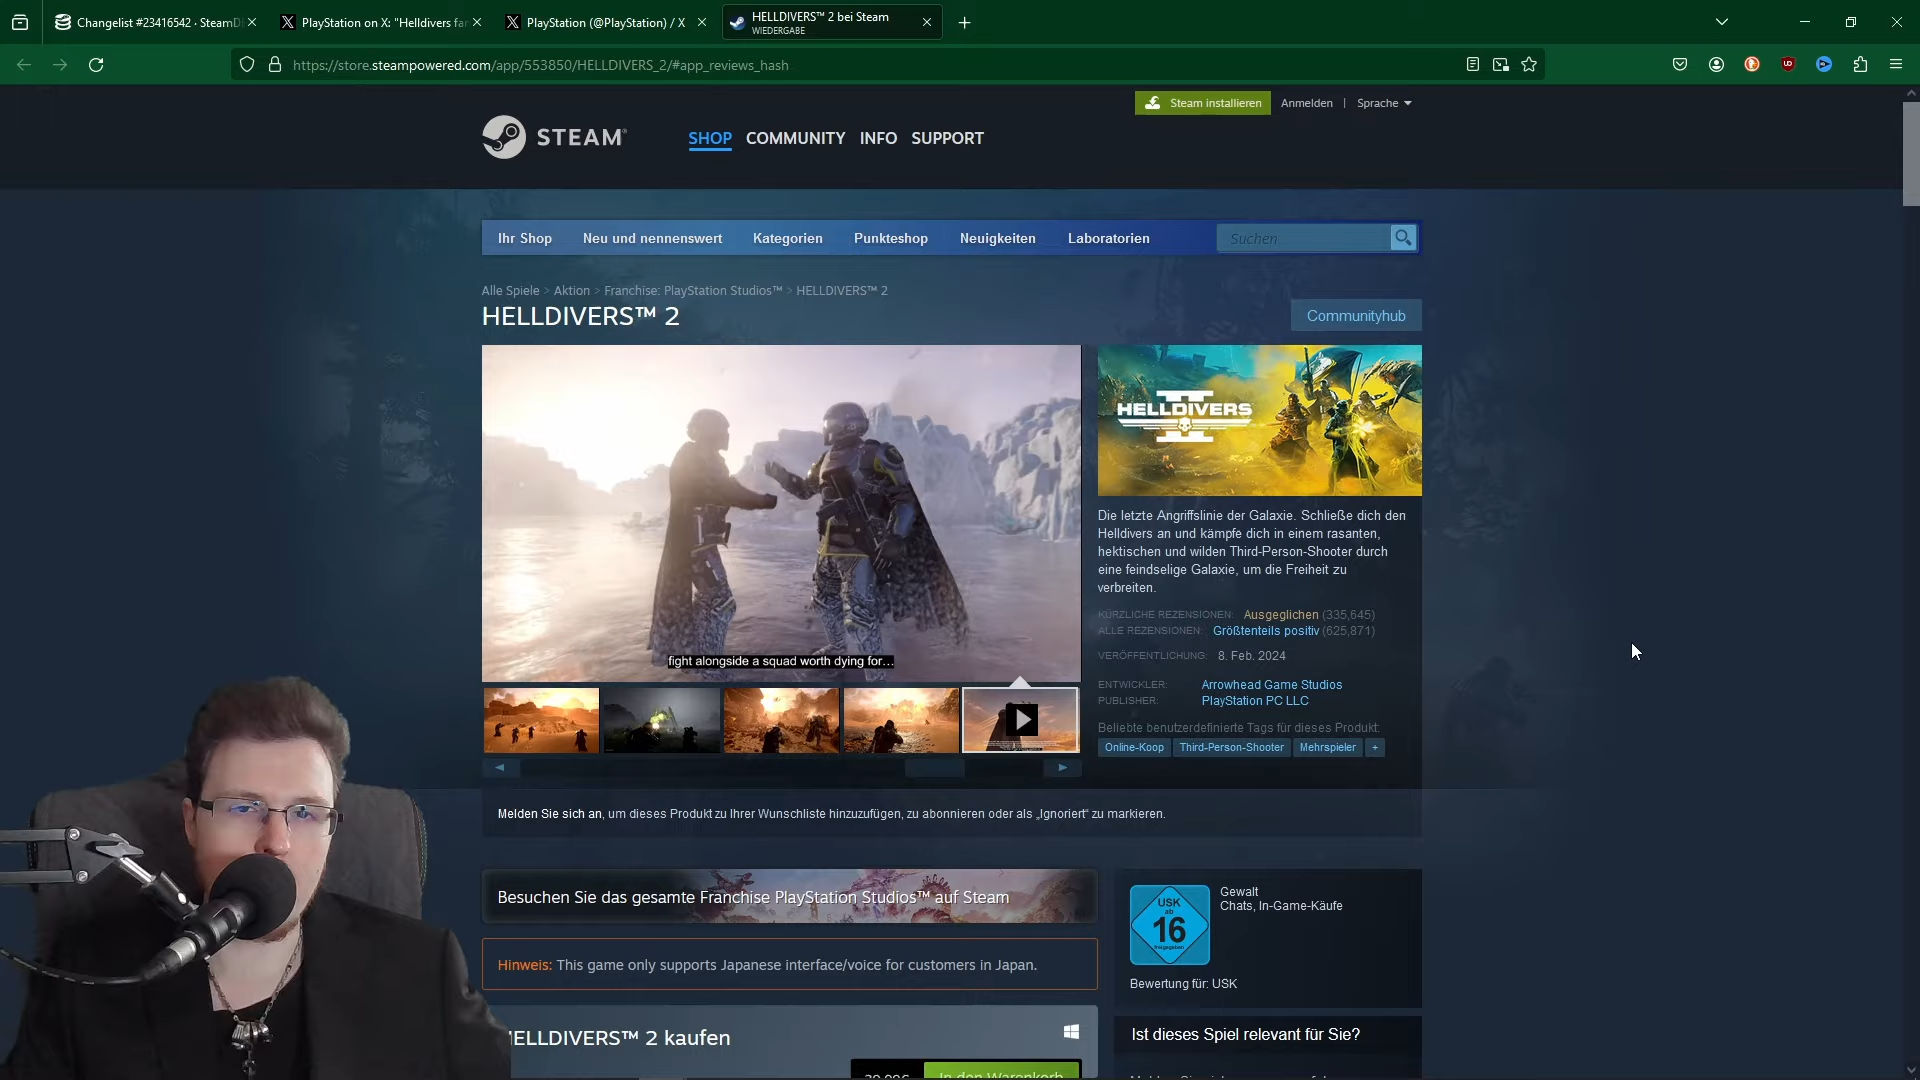 Changelist #23416542 · SteamD
PlayStation on X: "Helldivers fa
PlayStation (@PlayStation) / X
HELLDIVERS™ 2 bei Steam
WIEDERGABE
https://store.steampowered.com/app/553850/HELLDIVERS_2/#app_reviews_hash
Steam installieren
Anmelden | Sprache
STEAM
SHOP COMMUNITY INFO SUPPORT
Ihr Shop Neu und nennenswert Kategorien Punkteshop Neuigkeiten Laboratorien Suchen
Alle Spiele > Aktion > Franchise: PlayStation Studios™ > HELLDIVERS™ 2
HELLDIVERS™ 2
Communityhub
fight alongside a squad worth dying for…
HELLDIVERS
II
Die letzte Angriffslinie der Galaxie. Schließe dich den
Helldivers an und kämpfe dich in einem rasanten,
hektischen und wilden Third-Person-Shooter durch
eine feindselige Galaxie, um die Freiheit zu
verbreiten.
KÜRZLICHE REZENSIONEN: Ausgeglichen (335,645)
ALLE REZENSIONEN: Größtenteils positiv (625,871)
VERÖFFENTLICHUNG: 8. Feb. 2024
ENTWICKLER: Arrowhead Game Studios
PUBLISHER: PlayStation PC LLC
Beliebte benutzerdefinierte Tags für dieses Produkt:
Online-Koop Third-Person-Shooter Mehrspieler +
Melden Sie sich an, um dieses Produkt zu Ihrer Wunschliste hinzuzufügen, zu abonnieren oder als „Ignoriert“ zu markieren.
Besuchen Sie das gesamte Franchise PlayStation Studios™ auf Steam
Hinweis: This game only supports Japanese interface/voice for customers in Japan.
USK
ab
16
freigegeben
Gewalt
Chats, In-Game-Käufe
Bewertung für: USK
ELLDIVERS™ 2 kaufen
In den Warenkorb
Ist dieses Spiel relevant für Sie?